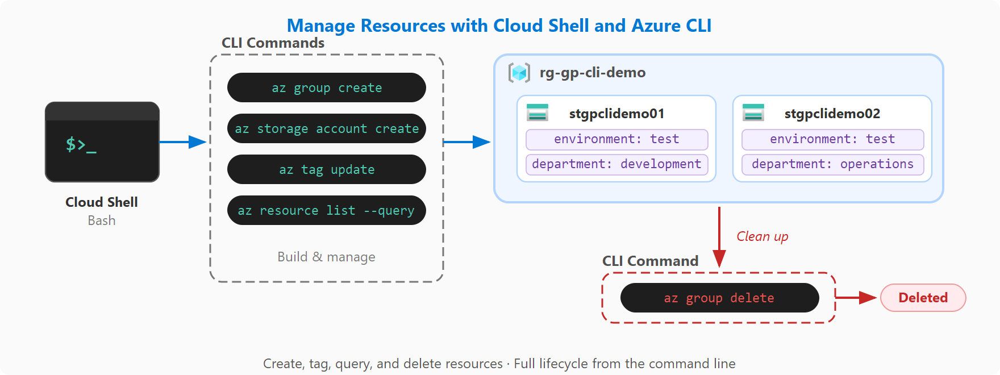 Manage Resources with Cloud Shell and Azure CLI
CLI Commands
az group create
az storage account create
az tag update
az resource list --query
Build & manage
$>_
Cloud Shell
Bash
rg-gp-cli-demo
stgpclidemo01
environment: test
department: development
stgpclidemo02
environment: test
department: operations
Clean up
CLI Command
az group delete
Deleted
Create, tag, query, and delete resources · Full lifecycle from the command line